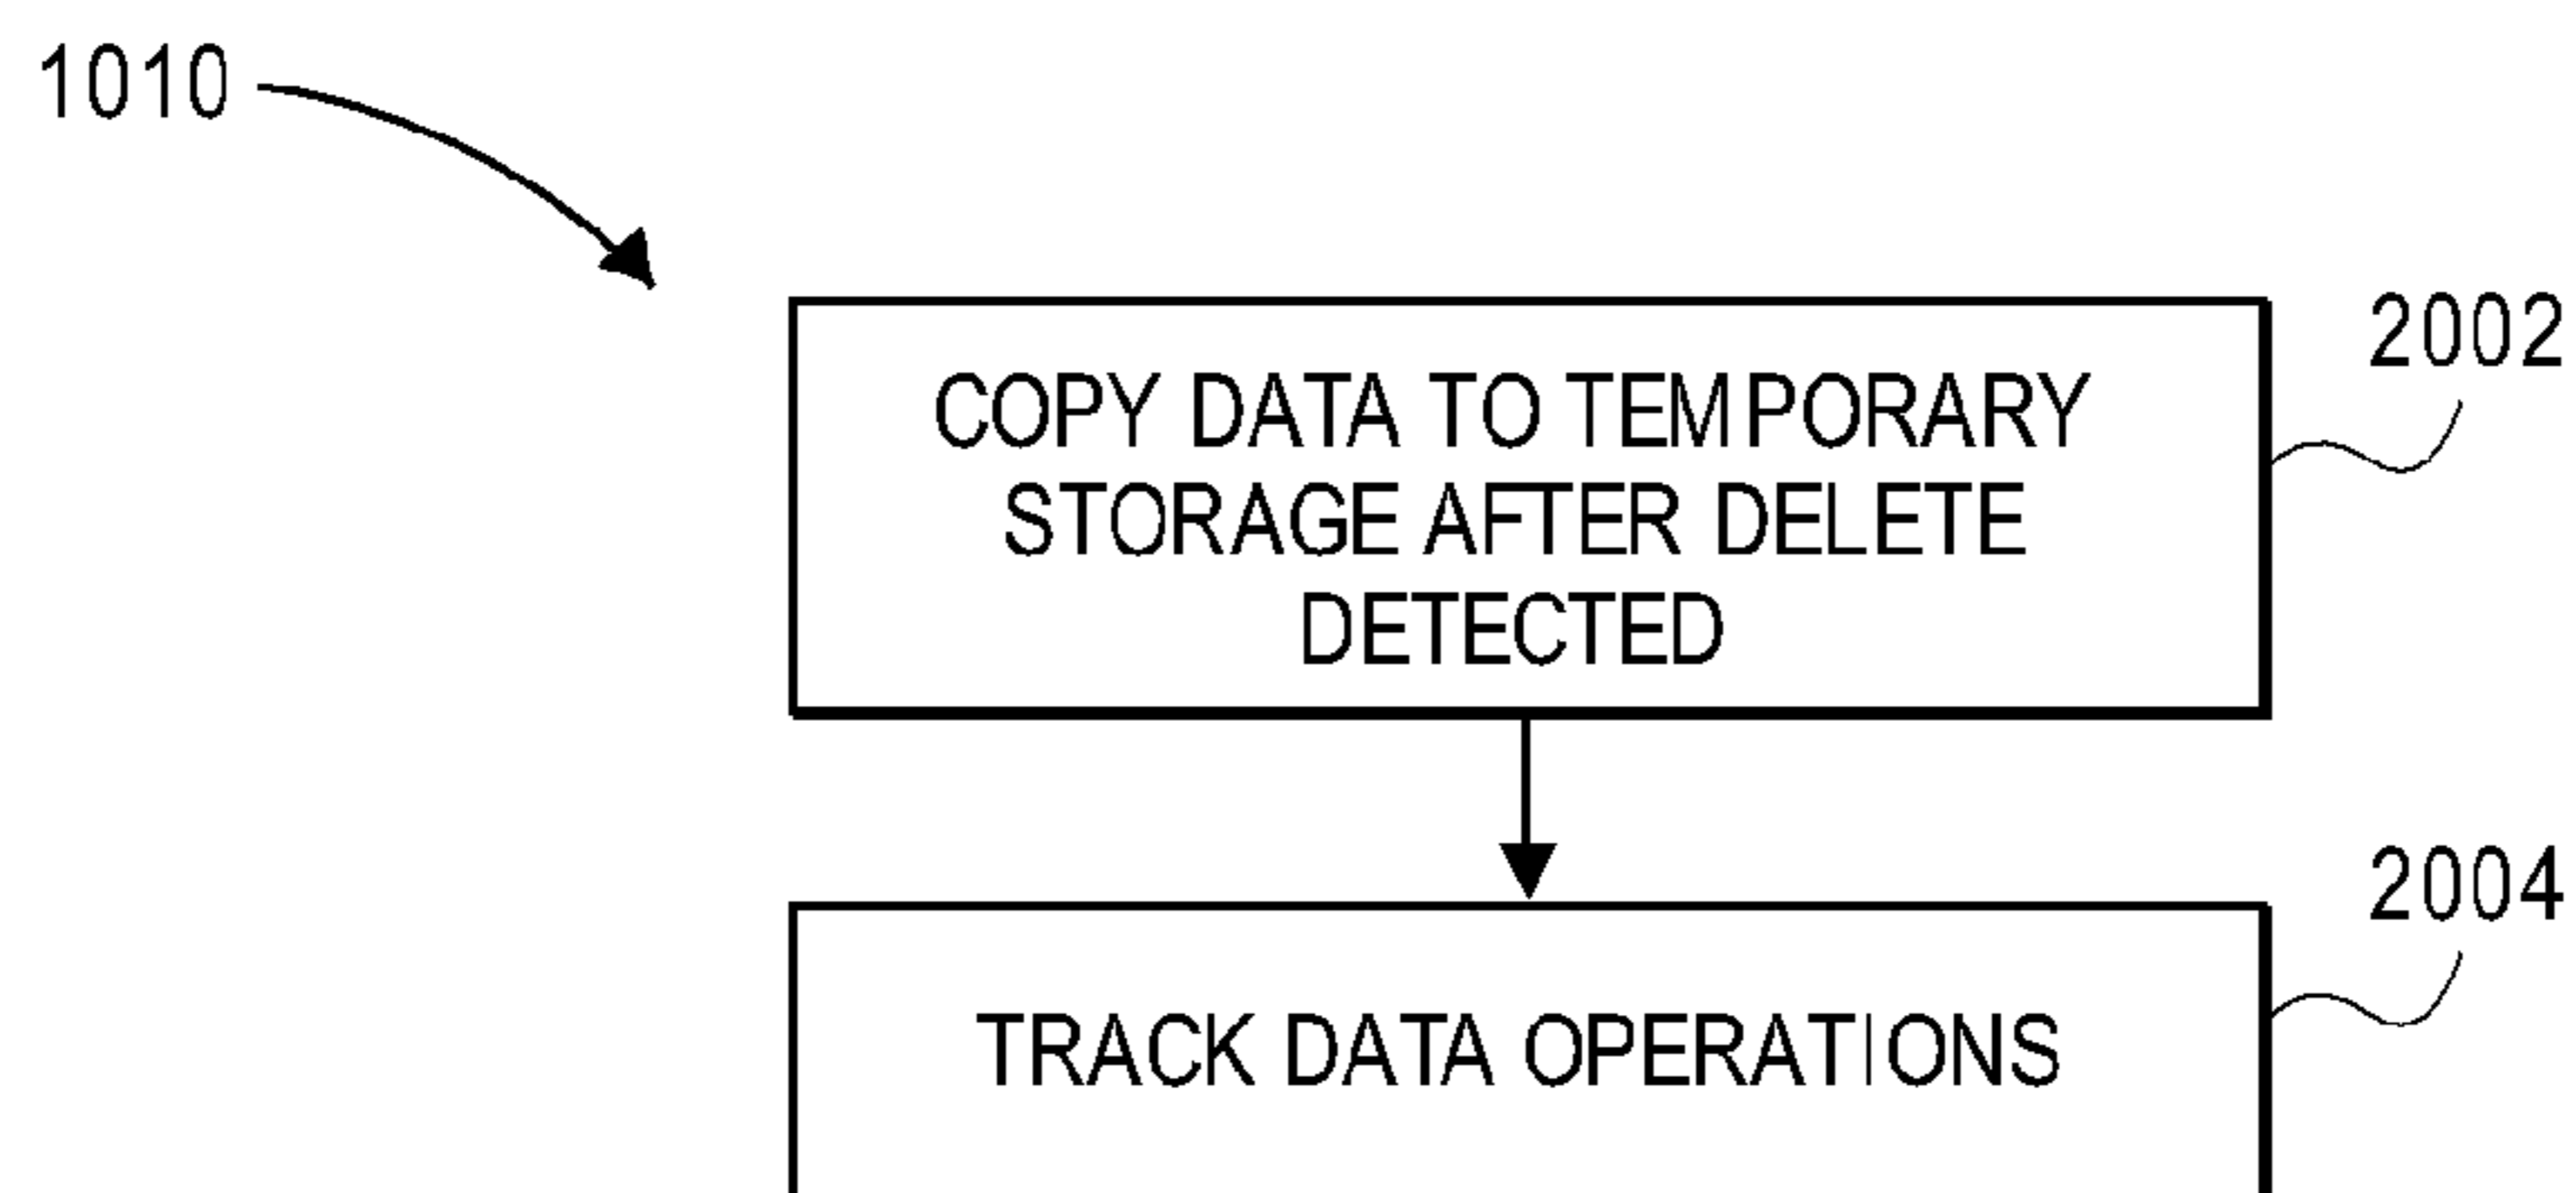 1010
2002
COPY DATA TO TEMPORARY
STORAGE AFTER DELETE
DETECTED
2004
TRACK DATA OPERATIONS